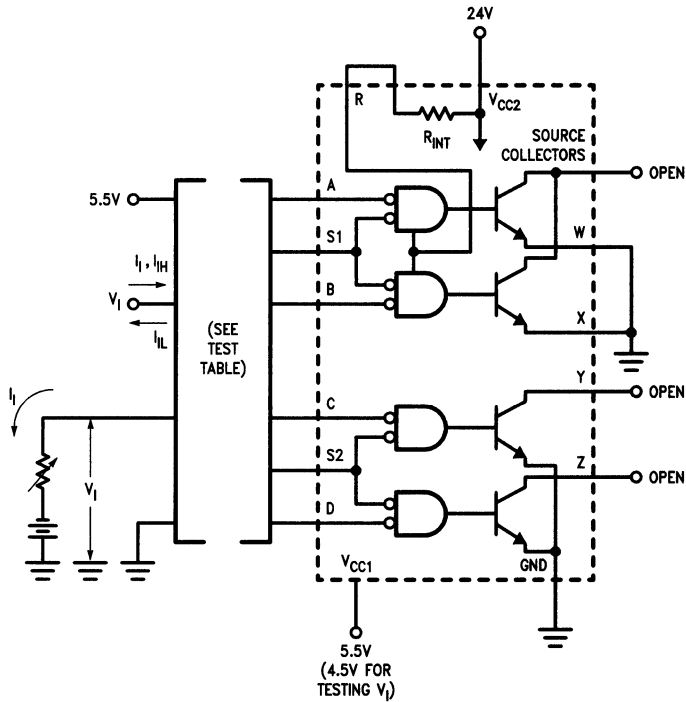 24V
R
VCC2
RINT
SOURCE
COLLECTORS
OPEN
A
5.5V
S1
W
II, IIH
VI
B
IIL
(SEE
TEST
TABLE)
X
Y
OPEN
II
C
VI
S2
Z
OPEN
D
VCC1
GND
5.5V
(4.5V FOR
TESTING VI)